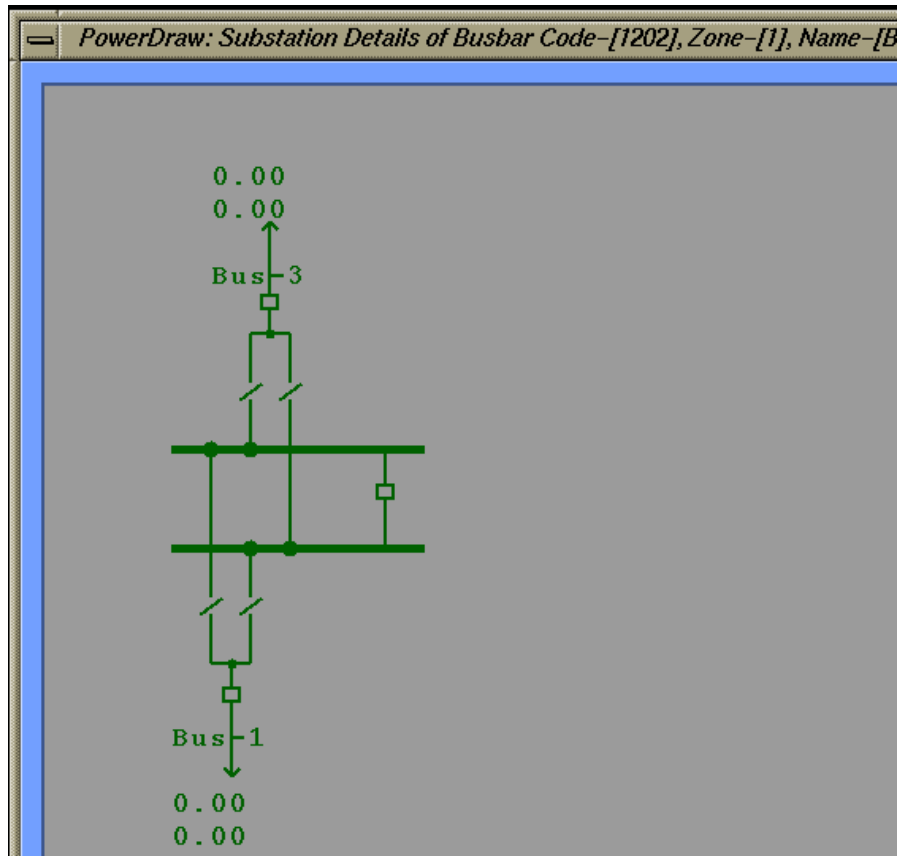 PowerDraw: Substation Details of Busbar Code-[1202], Zone-[1], Name-[B
0.00
0.00
Bus-3
Bus-1
0.00
0.00